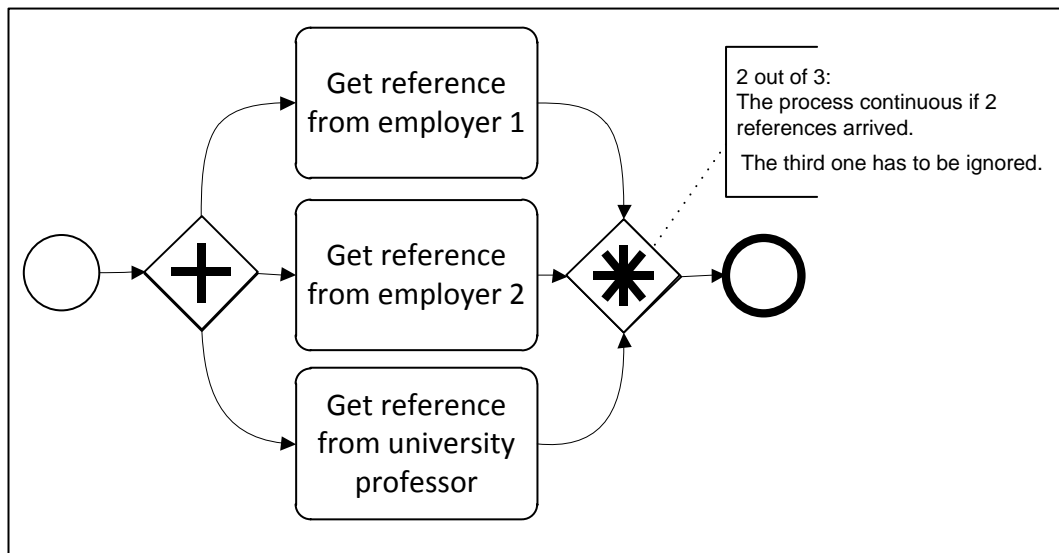 Get reference
from employer 1
Get reference
from employer 2
Get reference
from university
professor
2 out of 3:
The process continuous if 2
references arrived.
The third one has to be ignored.